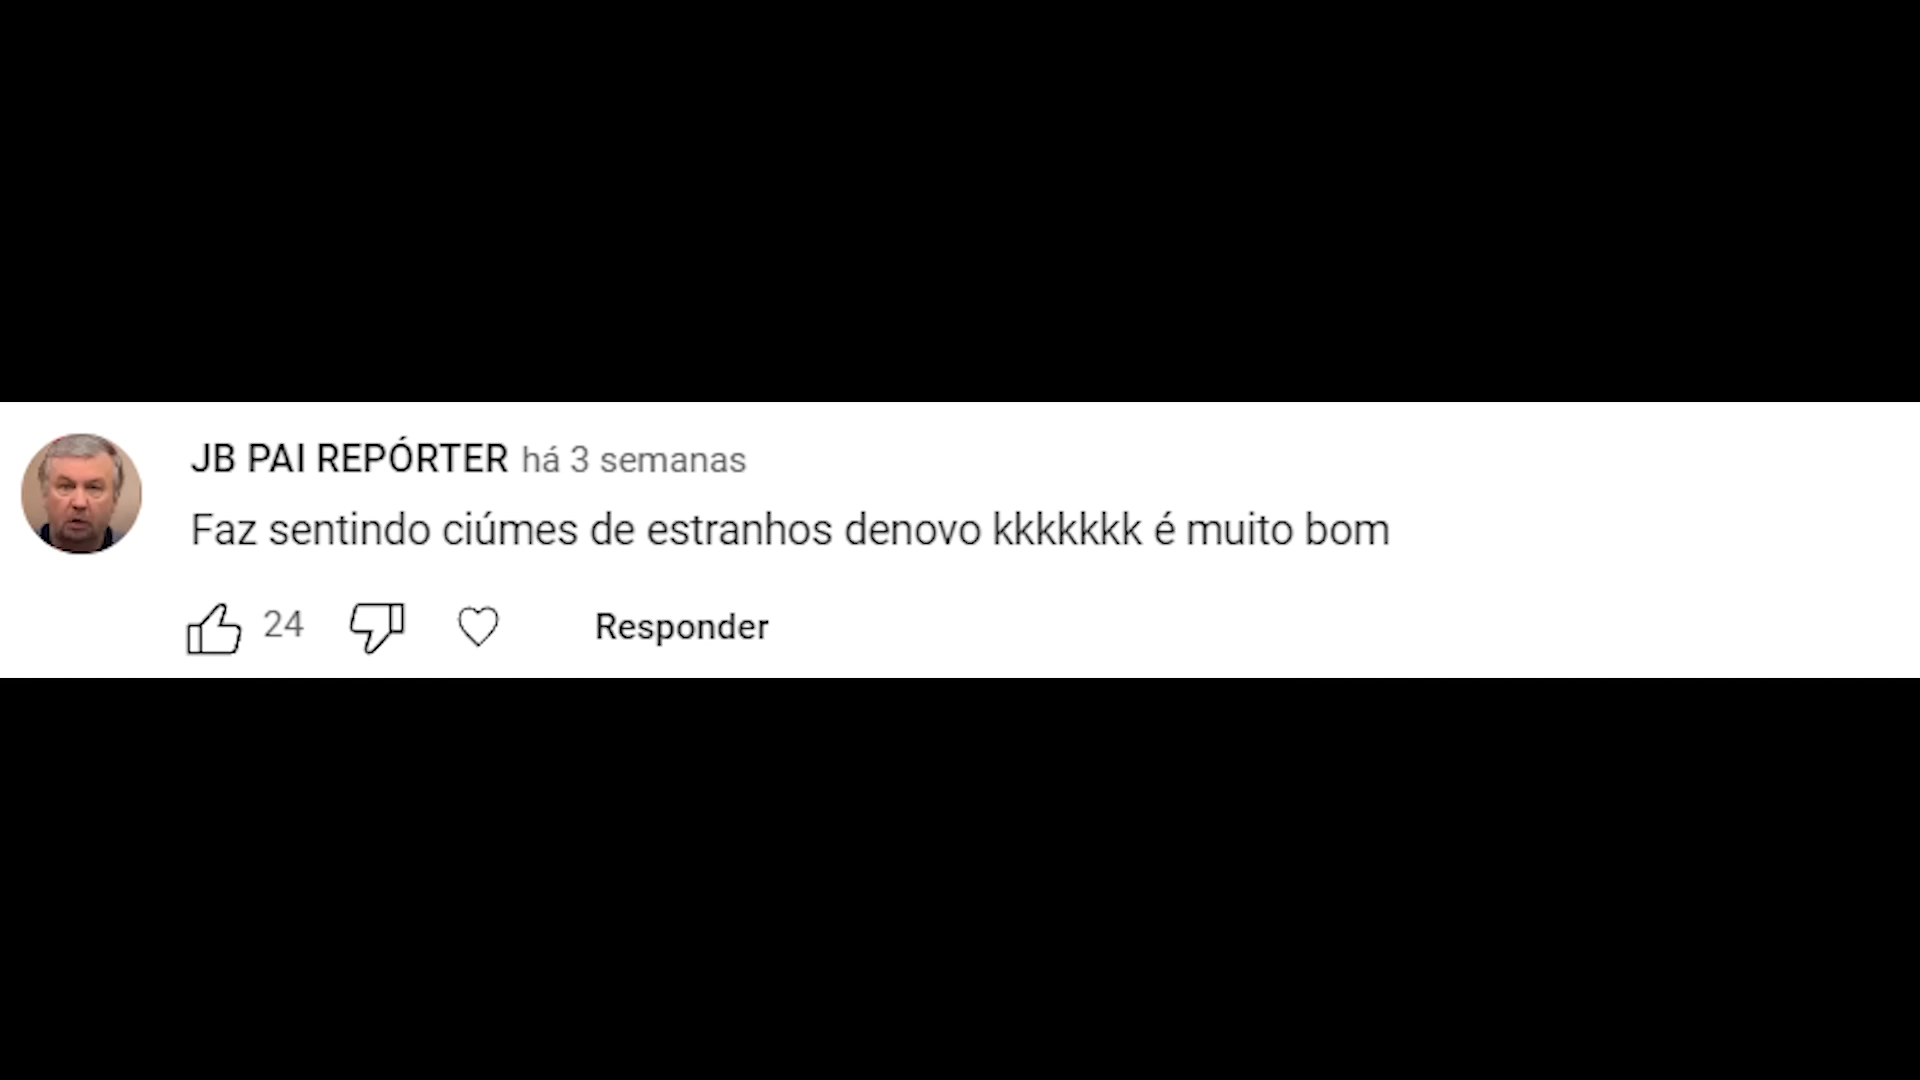 JB PAI REPÓRTER há 3 semanas
Faz sentindo ciúmes de estranhos denovo kkkkkkk é muito bom
24 Responder